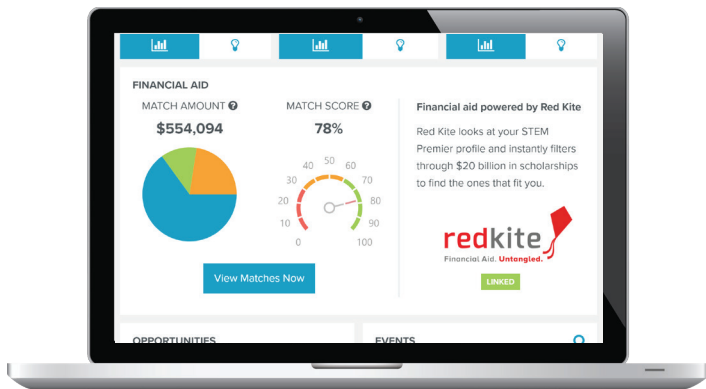 FINANCIAL AID
MATCH AMOUNT ?
$554,094
MATCH SCORE ?
78%
0
10
20
30
40
50
60
70
80
90
100
View Matches Now
Financial aid powered by Red Kite
Red Kite looks at your STEM
Premier profile and instantly filters
through $20 billion in scholarships
to find the ones that fit you.
redkite
Financial Aid. Untangled.
LINKED
OPPORTUNITIES
EVENTS